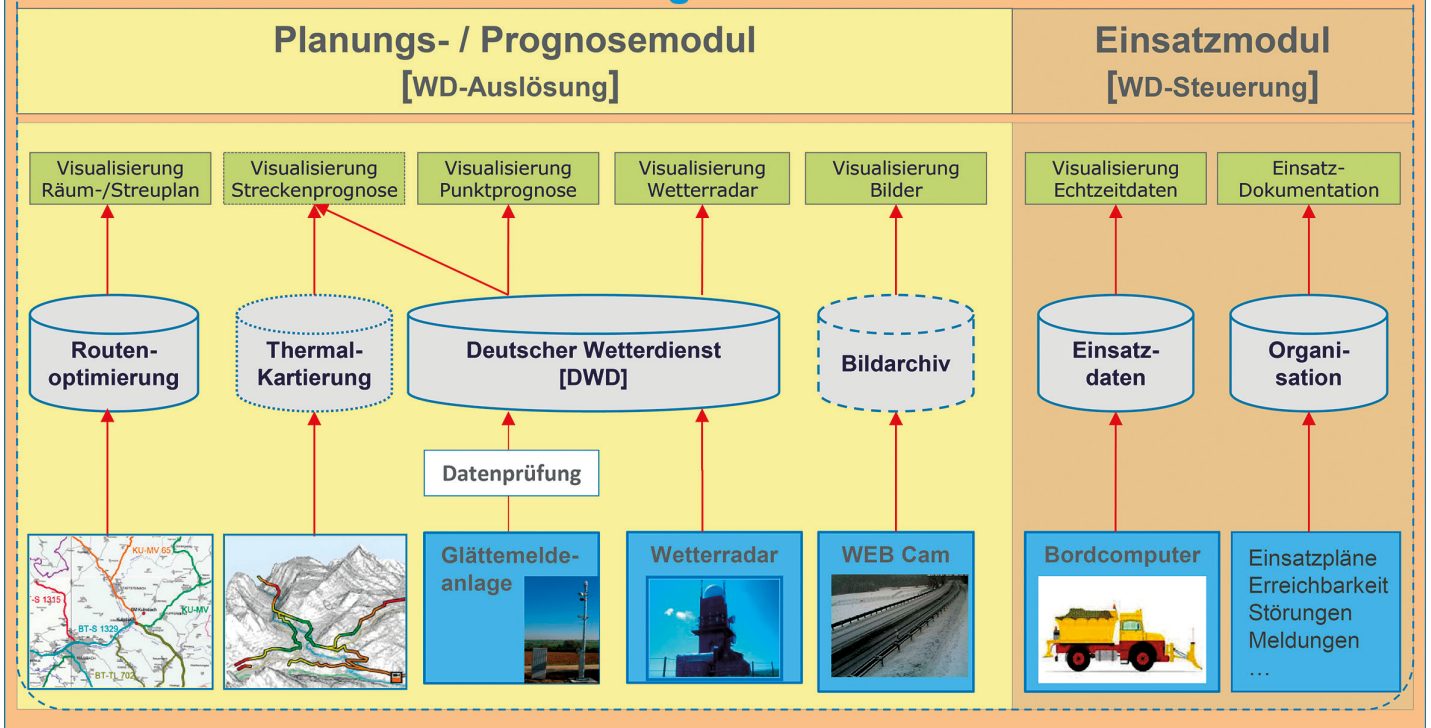 Planungs- / Prognosemodul
[WD-Auslösung]
Einsatzmodul
[WD-Steuerung]
Visualisierung
Räum-/Streuplan
Visualisierung
Streckenprognose
Visualisierung
Punktprognose
Visualisierung
Wetterradar
Visualisierung
Bilder
Visualisierung
Echtzeitdaten
Einsatz-
Dokumentation
Routen-
optimierung
Thermal-
Kartierung
Deutscher Wetterdienst
[DWD]
Bildarchiv
Einsatz-
daten
Organi-
sation
Datenprüfung
KU-MV 65
-S 1315
KU-MV
BT-S 1329
BT-TL 702
Glättemelde-
anlage
Wetterradar
WEB Cam
Bordcomputer
Einsatzpläne
Erreichbarkeit
Störungen
Meldungen
...